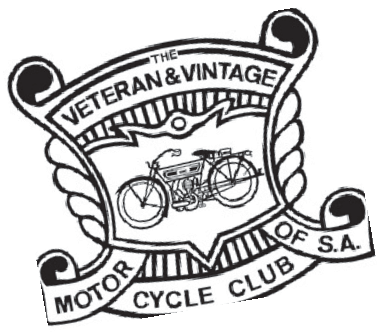 THE
VETERAN & VINTAGE
MOTOR CYCLE CLUB OF S.A.